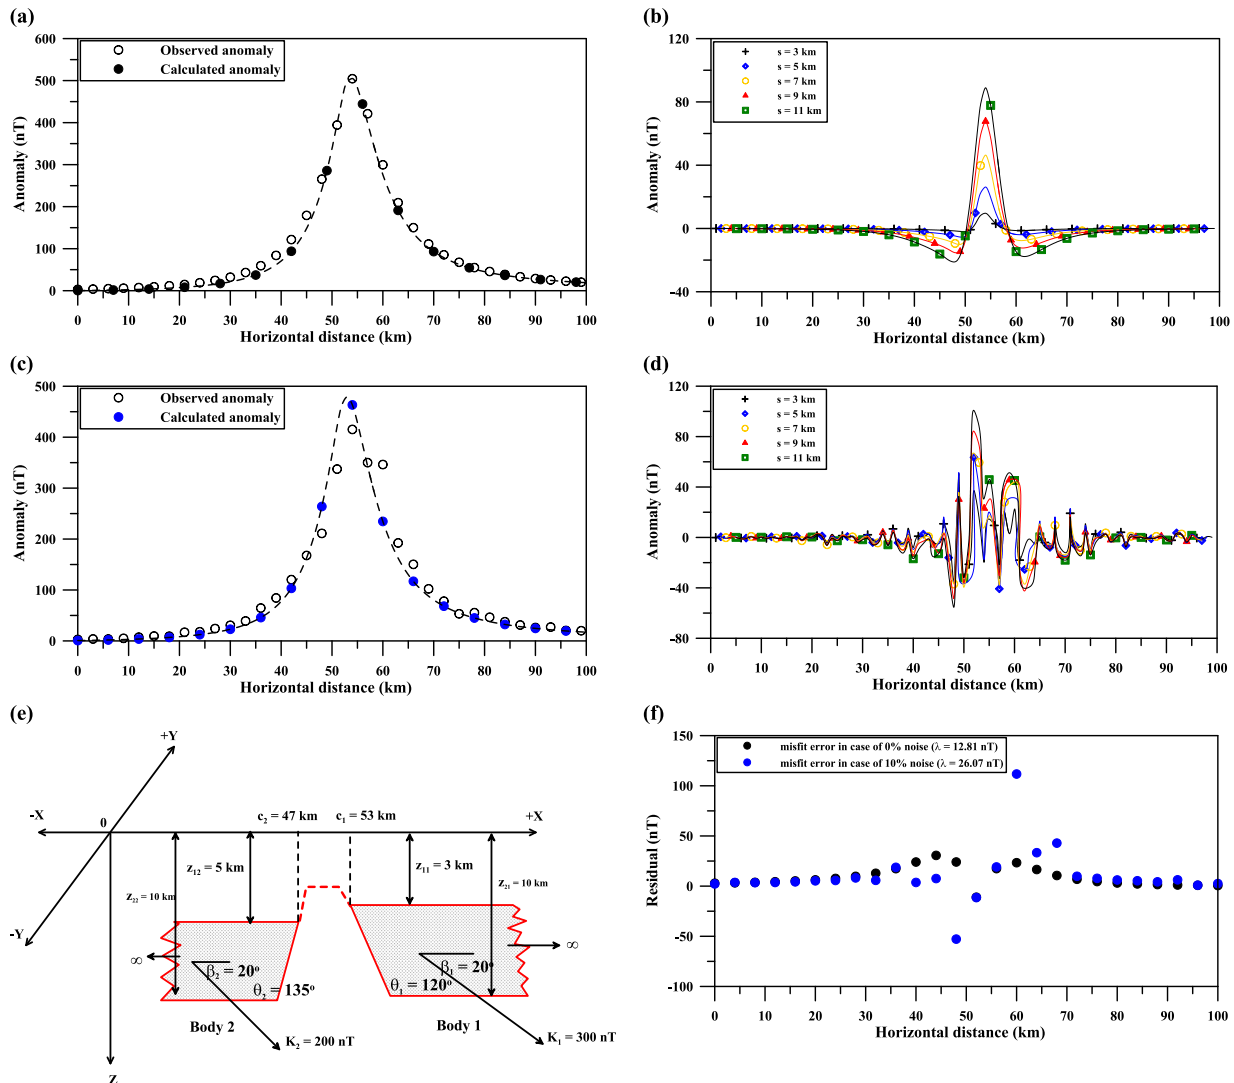 (a)
600
500
400
300
200
100
0
Anomaly (nT)
Observed anomaly
Calculated anomaly
0 10 20 30 40 50 60 70 80 90 100
Horizontal distance (km)
(b)
120
80
40
0
-40
Anomaly (nT)
s = 3 km
s = 5 km
s = 7 km
s = 9 km
s = 11 km
0 10 20 30 40 50 60 70 80 90 100
Horizontal distance (km)
(c)
500
400
300
200
100
0
Anomaly (nT)
Observed anomaly
Calculated anomaly
0 10 20 30 40 50 60 70 80 90 100
Horizontal distance (km)
(d)
120
80
40
0
-40
-80
Anomaly (nT)
s = 3 km
s = 5 km
s = 7 km
s = 9 km
s = 11 km
0 10 20 30 40 50 60 70 80 90 100
Horizontal distance (km)
(e)
+Y
-X
0
c₂ = 47 km
c₁ = 53 km
+X
z₁₂ = 5 km
z₁₁ = 3 km
z₂₂ = 10 km
z₂₁ = 10 km
-Y
∞
∞
β₂ = 20°
β₁ = 20°
θ₂ = 135°
θ₁ = 120°
Body 2
Body 1
K₂ = 200 nT
K₁ = 300 nT
Z
(f)
150
100
50
0
-50
-100
Residual (nT)
misfit error in case of 0% noise (λ = 12.81 nT)
misfit error in case of 10% noise (λ = 26.07 nT)
0 10 20 30 40 50 60 70 80 90 100
Horizontal distance (km)